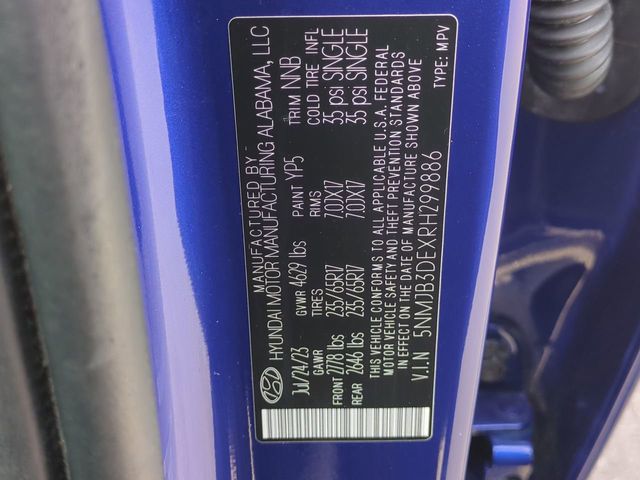 MANUFACTURED BY
HYUNDAI MOTOR MANUFACTURING ALABAMA, LLC
Jul/24/23 GVWR 4629 lbs PAINT YP5 TRIM NNB
GAWR TIRES RIMS COLD TIRE INFL
FRONT 2778 lbs 235/65R17 7.0JX17 35 psi SINGLE
REAR 2646 lbs 235/65R17 7.0JX17 35 psi SINGLE
THIS VEHICLE CONFORMS TO ALL APPLICABLE U.S.A. FEDERAL
MOTOR VEHICLE SAFETY AND THEFT PREVENTION STANDARDS
IN EFFECT ON THE DATE OF MANUFACTURE SHOWN ABOVE
V.I.N 5NMJB3DEXRH299886 TYPE: MPV